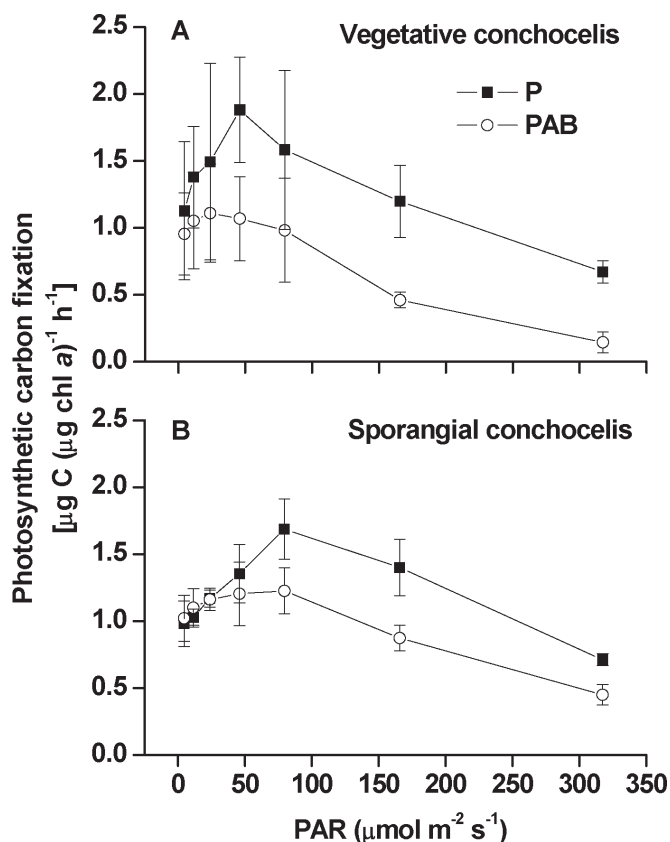 A
Vegetative conchocelis
P
PAB
2.5
2.0
1.5
1.0
0.5
0.0
B
Sporangial conchocelis
2.5
2.0
1.5
1.0
0.5
0.0
0 50 100 150 200 250 300 350
PAR (μmol m⁻² s⁻¹)
Photosynthetic carbon fixation
[μg C (μg chl a)⁻¹ h⁻¹]